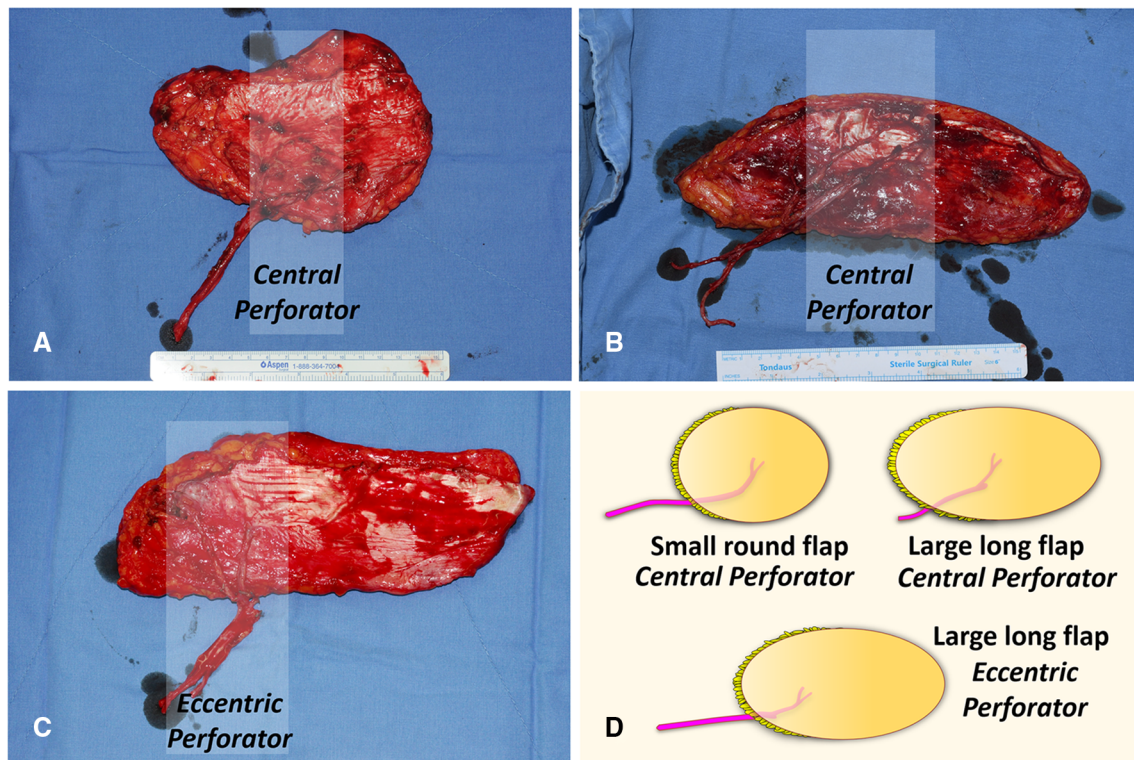 Central
Perforator
A
Aspen 1-888-364-7004
Central
Perforator
B
Tondaus Sterile Surgical Ruler
Eccentric
Perforator
C
Small round flap
Central Perforator
Large long flap
Central Perforator
Large long flap
Eccentric
Perforator
D